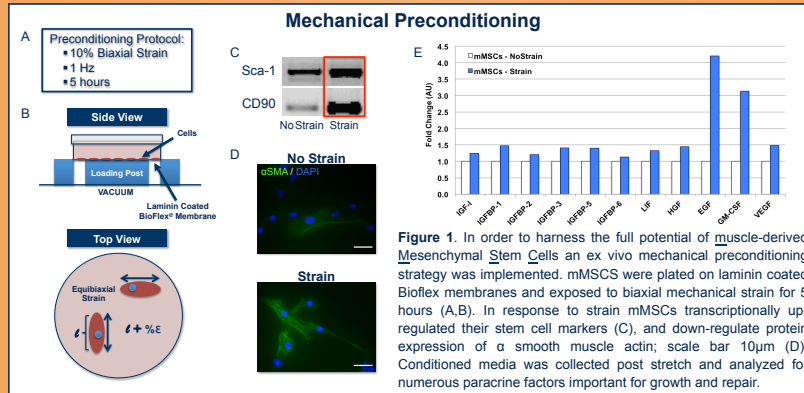 Mechanical Preconditioning
A
Preconditioning Protocol:
▪ 10% Biaxial Strain
▪ 1 Hz
▪ 5 hours
B
Side View
Cells
Loading Post
VACUUM
Laminin Coated
BioFlex® Membrane
Top View
Equibiaxial
Strain
ℓ
ℓ + %ε
C
Sca-1
CD90
No Strain
Strain
D
No Strain
αSMA / DAPI
Strain
E
mMSCs - NoStrain
mMSCs - Strain
Fold Change (AU)
4.5
4.0
3.5
3.0
2.5
2.0
1.5
1.0
0.5
0.0
IGF-I
IGFBP-1
IGFBP-2
IGFBP-3
IGFBP-5
IGFBP-6
LIF
HGF
EGF
GM-CSF
VEGF
Figure 1. In order to harness the full potential of muscle-derived
Mesenchymal Stem Cells an ex vivo mechanical preconditioning
strategy was implemented. mMSCS were plated on laminin coated
Bioflex membranes and exposed to biaxial mechanical strain for 5
hours (A,B). In response to strain mMSCs transcriptionally up-
regulated their stem cell markers (C), and down-regulate protein
expression of α smooth muscle actin; scale bar 10μm (D).
Conditioned media was collected post stretch and analyzed for
numerous paracrine factors important for growth and repair.